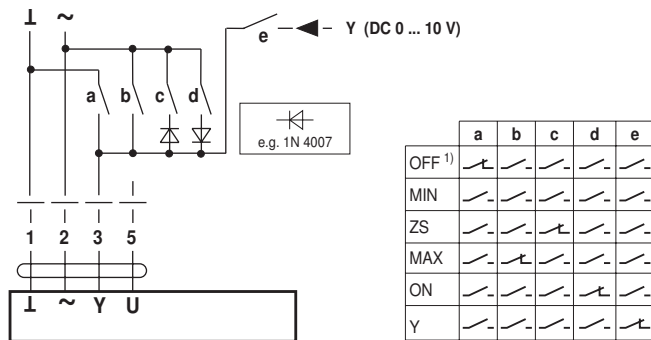 ⊥ ~
e Y (DC 0 ... 10 V)
a b c d
e.g. 1N 4007
1 2 3 5
⊥ ~ Y U
a b c d e
OFF 1)
MIN
ZS
MAX
ON
Y